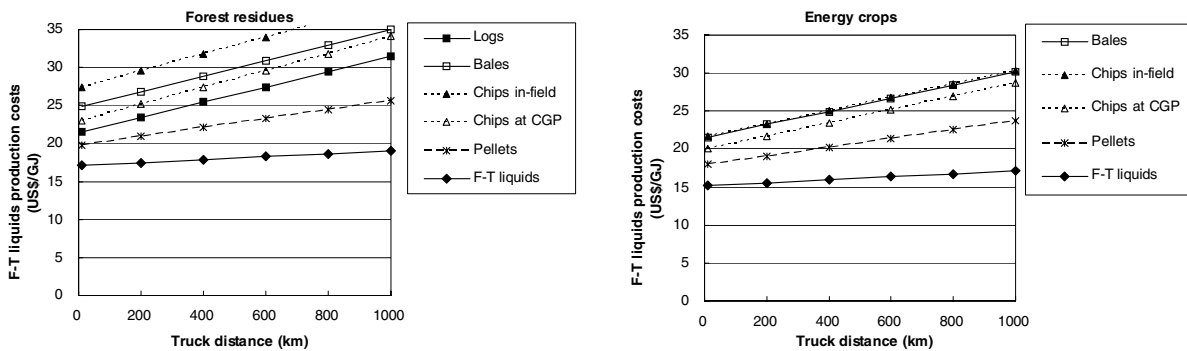 Forest residues
F-T liquids production costs
(US$/GJ)
35
30
25
20
15
10
5
0
0 200 400 600 800 1000
Truck distance (km)
Logs
Bales
Chips in-field
Chips at CGP
Pellets
F-T liquids
Energy crops
F-T liquids production costs
(US$/GJ)
35
30
25
20
15
10
5
0
0 200 400 600 800 1000
Truck distance (km)
Bales
Chips in-field
Chips at CGP
Pellets
F-T liquids